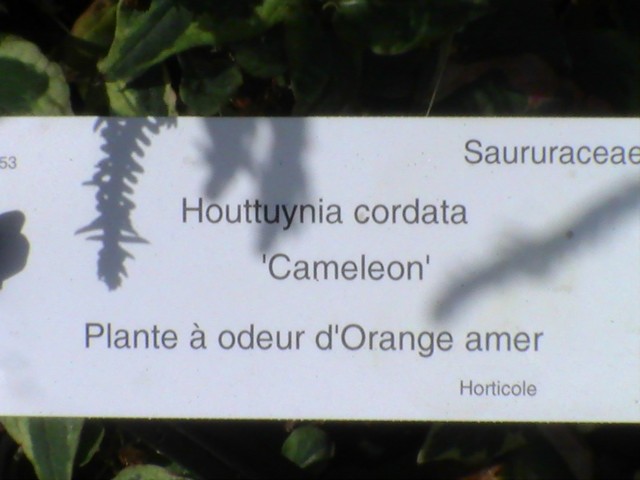 53
Saururaceae
Houttuynia cordata
'Cameleon'
Plante à odeur d'Orange amer
Horticole